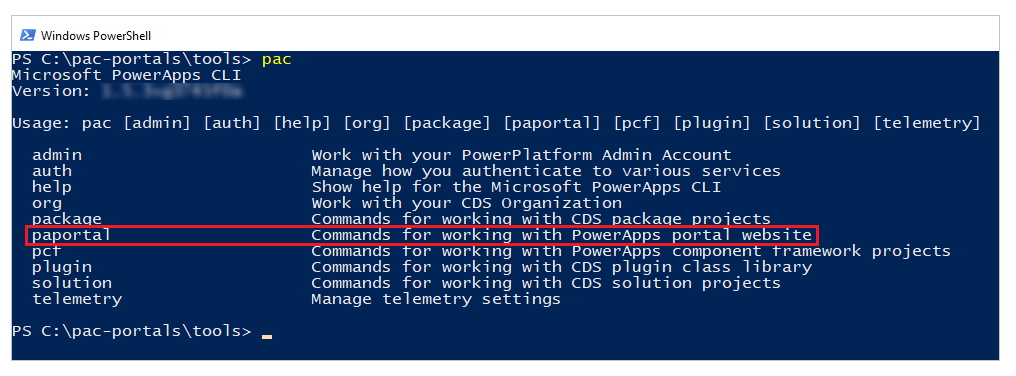 Windows PowerShell
PS C:\pac-portals\tools> pac
Microsoft PowerApps CLI
Version:
Usage: pac [admin] [auth] [help] [org] [package] [paportal] [pcf] [plugin] [solution] [telemetry]
admin Work with your PowerPlatform Admin Account
auth Manage how you authenticate to various services
help Show help for the Microsoft PowerApps CLI
org Work with your CDS Organization
package Commands for working with CDS package projects
paportal Commands for working with PowerApps portal website
pcf Commands for working with PowerApps component framework projects
plugin Commands for working with CDS plugin class library
solution Commands for working with CDS solution projects
telemetry Manage telemetry settings
PS C:\pac-portals\tools>